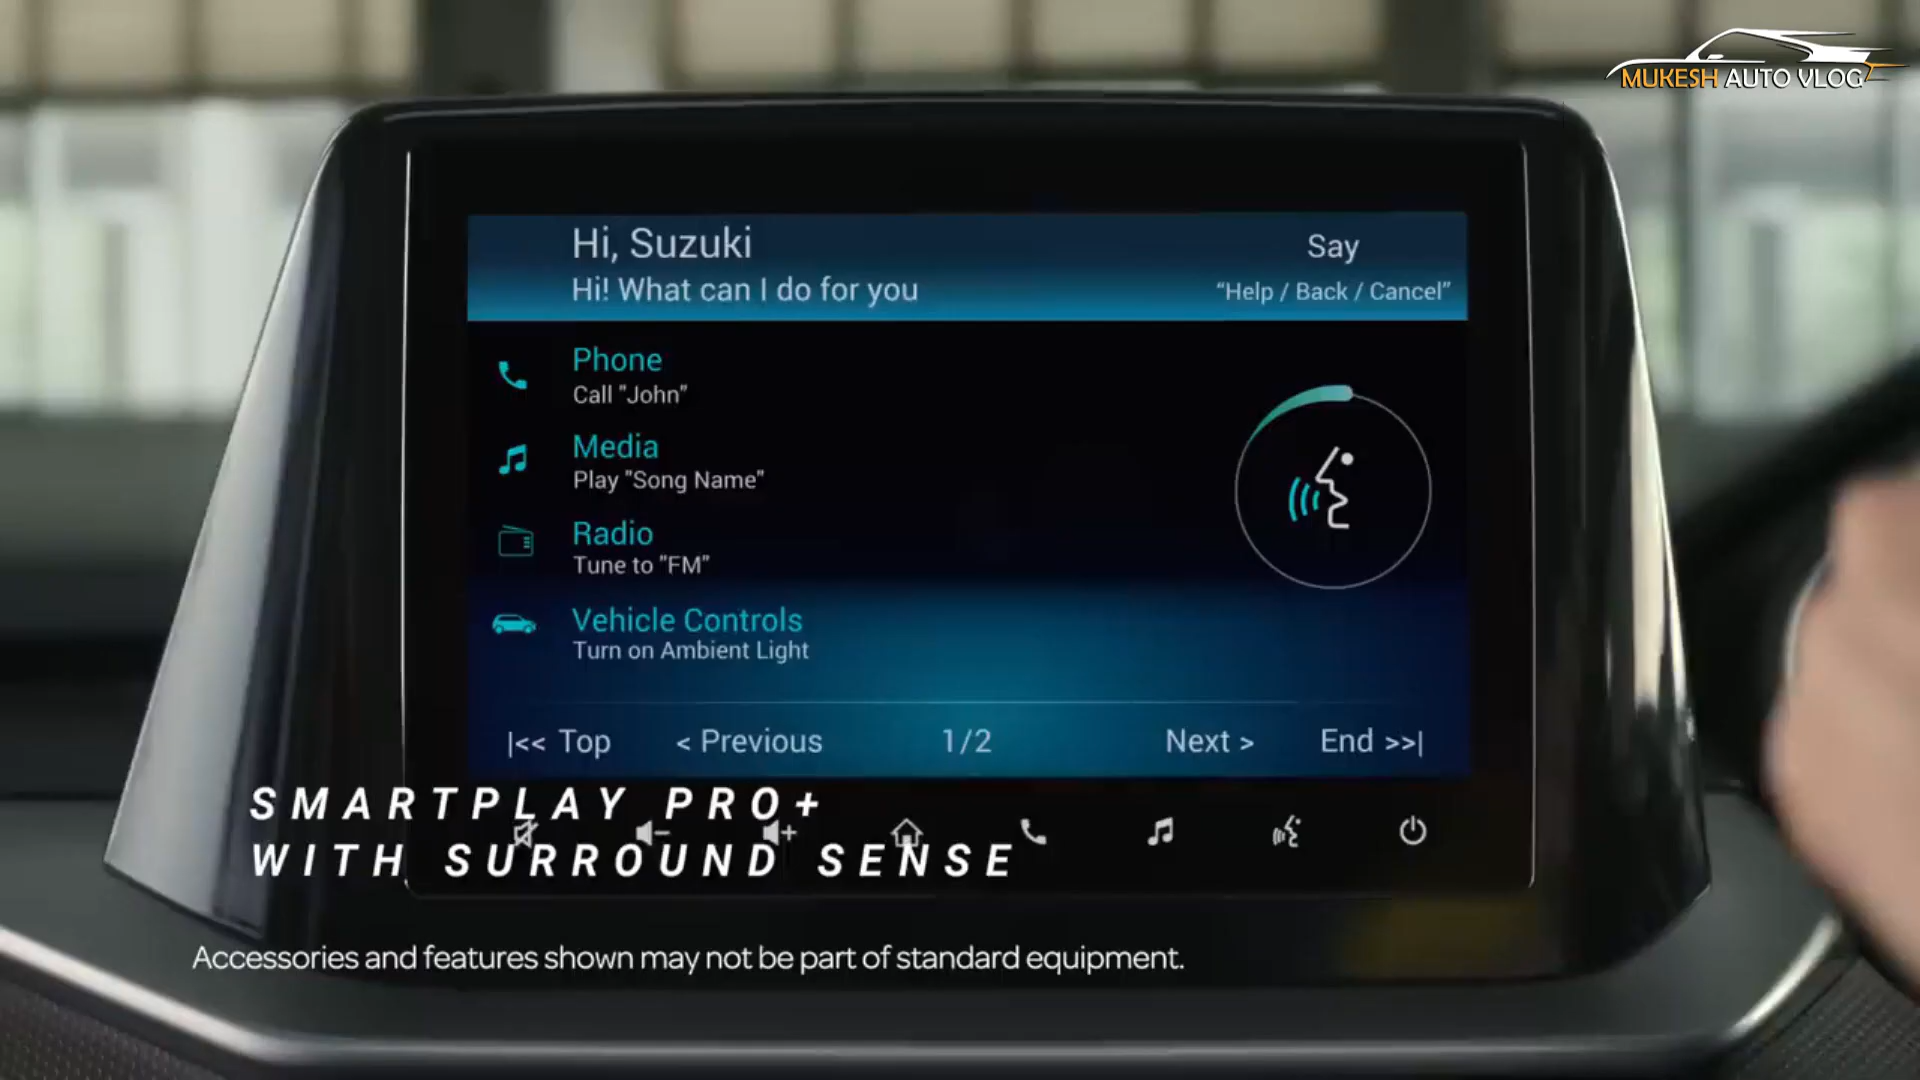 MUKESH AUTO VLOG
Hi, Suzuki
Say
Hi! What can I do for you
“Help / Back / Cancel”
Phone
Call "John"
Media
Play "Song Name"
Radio
Tune to "FM"
Vehicle Controls
Turn on Ambient Light
|<< Top
< Previous
1/2
Next >
End >>|
SMARTPLAY PRO+
WITH SURROUND SENSE
Accessories and features shown may not be part of standard equipment.